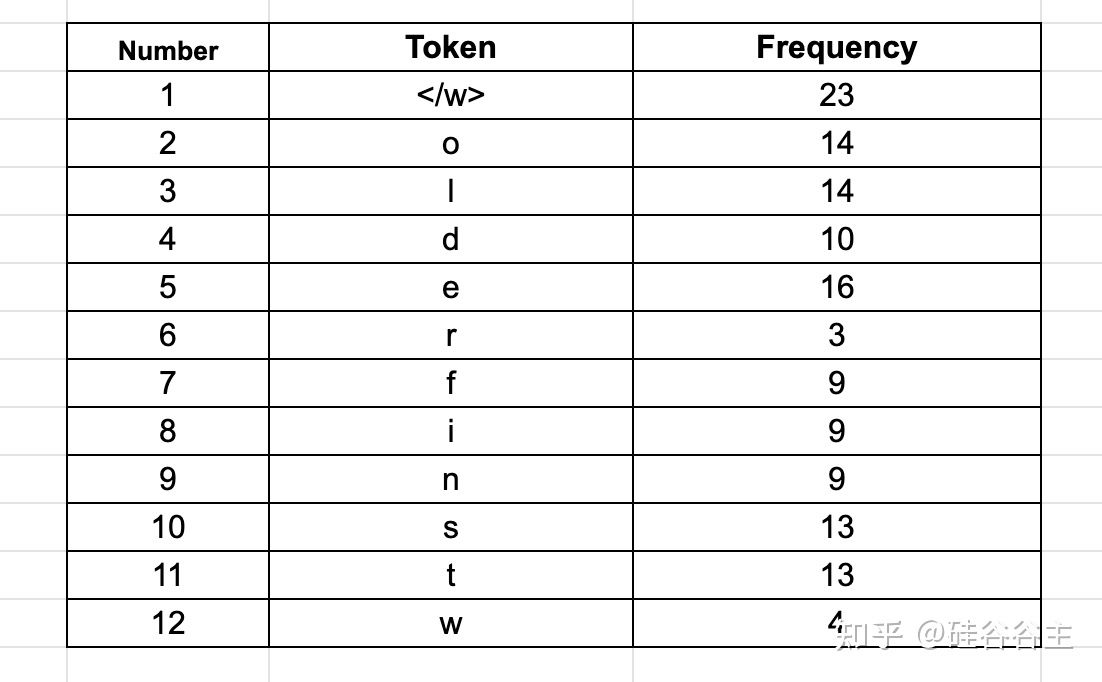 Number Token Frequency
1 </w> 23
2 o 14
3 l 14
4 d 10
5 e 16
6 r 3
7 f 9
8 i 9
9 n 9
10 s 13
11 t 13
12 w 4
知乎 @硅谷谷主